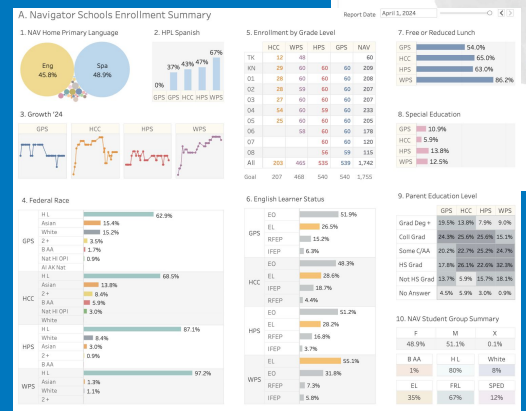 A. Navigator Schools Enrollment Summary
Report Date April 1, 2024
1. NAV Home Primary Language
Eng
45.8%
Spa
48.9%
2. HPL Spanish
0% 37% 43% 47% 67%
GPS GPS HCC HPS WPS
3. Growth '24
GPS HCC HPS WPS
4. Federal Race
GPS
H L 62.9%
Asian 15.4%
White 15.2%
2+ 3.5%
B AA 1.7%
Nat HI OPI 0.9%
AI AK Nat
HCC
H L 68.5%
Asian 13.8%
2+ 8.4%
B AA 5.9%
Nat HI OPI 3.0%
White
HPS
H L 87.1%
White 8.4%
Asian 3.0%
2+ 0.9%
B AA
WPS
H L 97.2%
Asian 1.3%
White 1.1%
2+
5. Enrollment by Grade Level
HCC WPS HPS GPS NAV
TK 12 48 60
KN 29 60 60 60 209
01 28 60 60 60 208
02 28 59 60 60 207
03 27 60 60 60 207
04 54 60 59 60 233
05 25 60 60 60 205
06 58 60 60 178
07 60 60 120
08 56 59 115
All 203 465 535 539 1,742
Goal 207 468 540 540 1,755
6. English Learner Status
GPS
EO 51.9%
EL 26.5%
RFEP 15.2%
IFEP 6.3%
HCC
EO 48.3%
EL 28.6%
IFEP 18.7%
RFEP 4.4%
HPS
EO 51.2%
EL 28.2%
RFEP 16.8%
IFEP 3.7%
WPS
EL 55.1%
EO 31.8%
RFEP 7.3%
IFEP 5.8%
7. Free or Reduced Lunch
GPS 54.0%
HCC 65.0%
HPS 63.0%
WPS 86.2%
8. Special Education
GPS 10.9%
HCC 5.9%
HPS 13.8%
WPS 12.5%
9. Parent Education Level
GPS HCC HPS WPS
Grad Deg + 19.5% 13.8% 7.9% 9.0%
Coll Grad 24.3% 25.6% 25.6% 15.1%
Some C/AA 20.2% 22.7% 25.2% 24.7%
HS Grad 17.8% 26.1% 22.6% 32.3%
Not HS Grad 13.7% 5.9% 15.7% 18.1%
No Answer 4.5% 5.9% 3.0% 0.9%
10. NAV Student Group Summary
F M X
48.9% 51.1% 0.1%
B AA H L White
1% 80% 8%
EL FRL SPED
35% 67% 12%